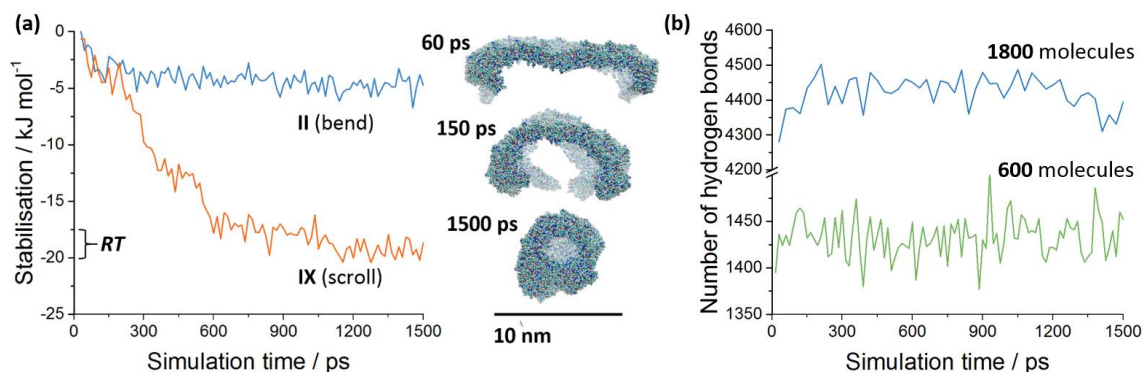 (a)
0
-5
-10
-15
-20
-25
Stabilisation / kJ mol⁻¹
RT
II (bend)
IX (scroll)
0 300 600 900 1200 1500
Simulation time / ps
60 ps
150 ps
1500 ps
10 nm
(b)
4600
4500
4400
4300
4200
1450
1400
1350
Number of hydrogen bonds
1800 molecules
600 molecules
0 300 600 900 1200 1500
Simulation time / ps